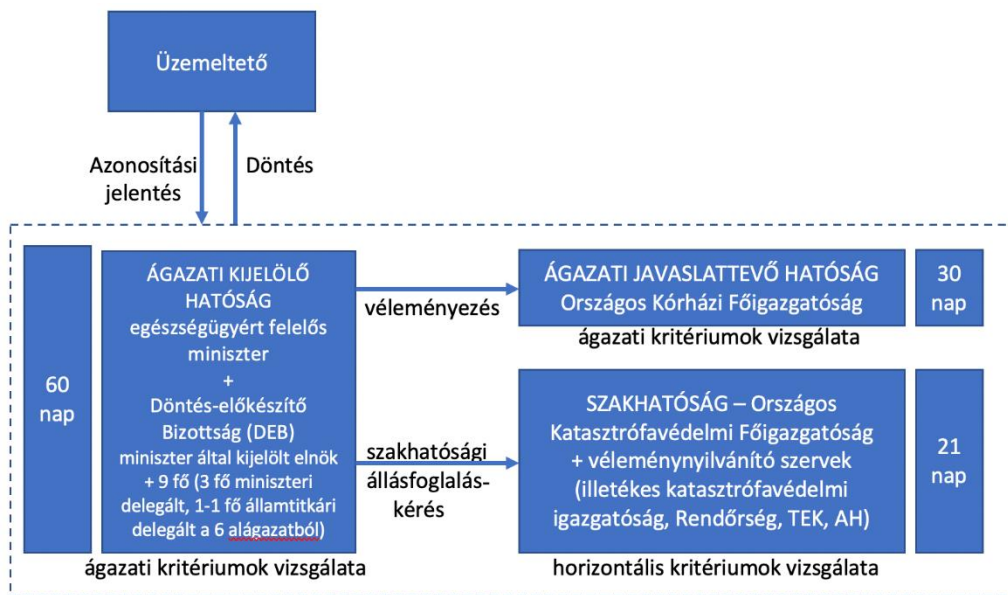 Üzemeltető
Azonosítási
jelentés
Döntés
60
nap
ÁGAZATI KIJELÖLŐ
HATÓSÁG
egészségügyért felelős
miniszter
+
Döntés-előkészítő
Bizottság (DEB)
miniszter által kijelölt elnök
+ 9 fő (3 fő miniszteri
delegált, 1-1 fő államtitkári
delegált a 6 alágazatból)
ágazati kritériumok vizsgálata
véleményezés
ÁGAZATI JAVASLATTEVŐ HATÓSÁG
Országos Kórházi Főigazgatóság
30
nap
ágazati kritériumok vizsgálata
szakhatósági
állásfoglalás-
kérés
SZAKHATÓSÁG – Országos
Katasztrófavédelmi Főigazgatóság
+ véleménynyilvánító szervek
(illetékes katasztrófavédelmi
igazgatóság, Rendőrség, TEK, AH)
21
nap
horizontális kritériumok vizsgálata